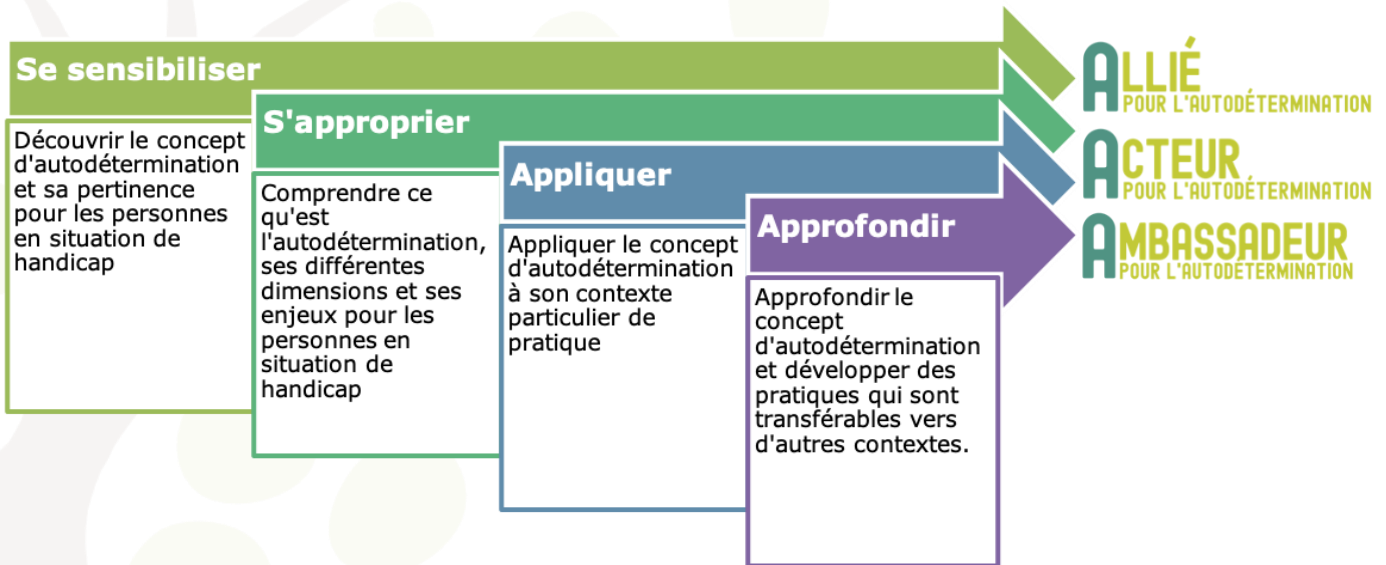 Se sensibiliser
Découvrir le concept
d'autodétermination
et sa pertinence
pour les personnes
en situation de
handicap
S'approprier
Comprendre ce
qu'est
l'autodétermination,
ses différentes
dimensions et ses
enjeux pour les
personnes en
situation de
handicap
Appliquer
Appliquer le concept
d'autodétermination
à son contexte
particulier de
pratique
Approfondir
Approfondir le
concept
d'autodétermination
et développer des
pratiques qui sont
transférables vers
d'autres contextes.
ALLIÉ
POUR L'AUTODÉTERMINATION
ACTEUR
POUR L'AUTODÉTERMINATION
AMBASSADEUR
POUR L'AUTODÉTERMINATION